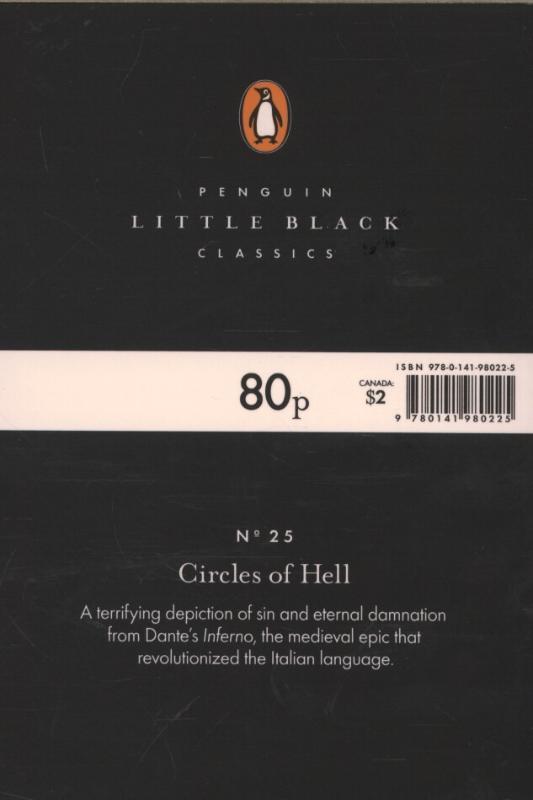 PENGUIN
LITTLE BLACK
CLASSICS
ISBN 978-0-141-98022-5
80p
CANADA:
$2
9 780141 980225
Nº 25
Circles of Hell
A terrifying depiction of sin and eternal damnation
from Dante's Inferno, the medieval epic that
revolutionized the Italian language.